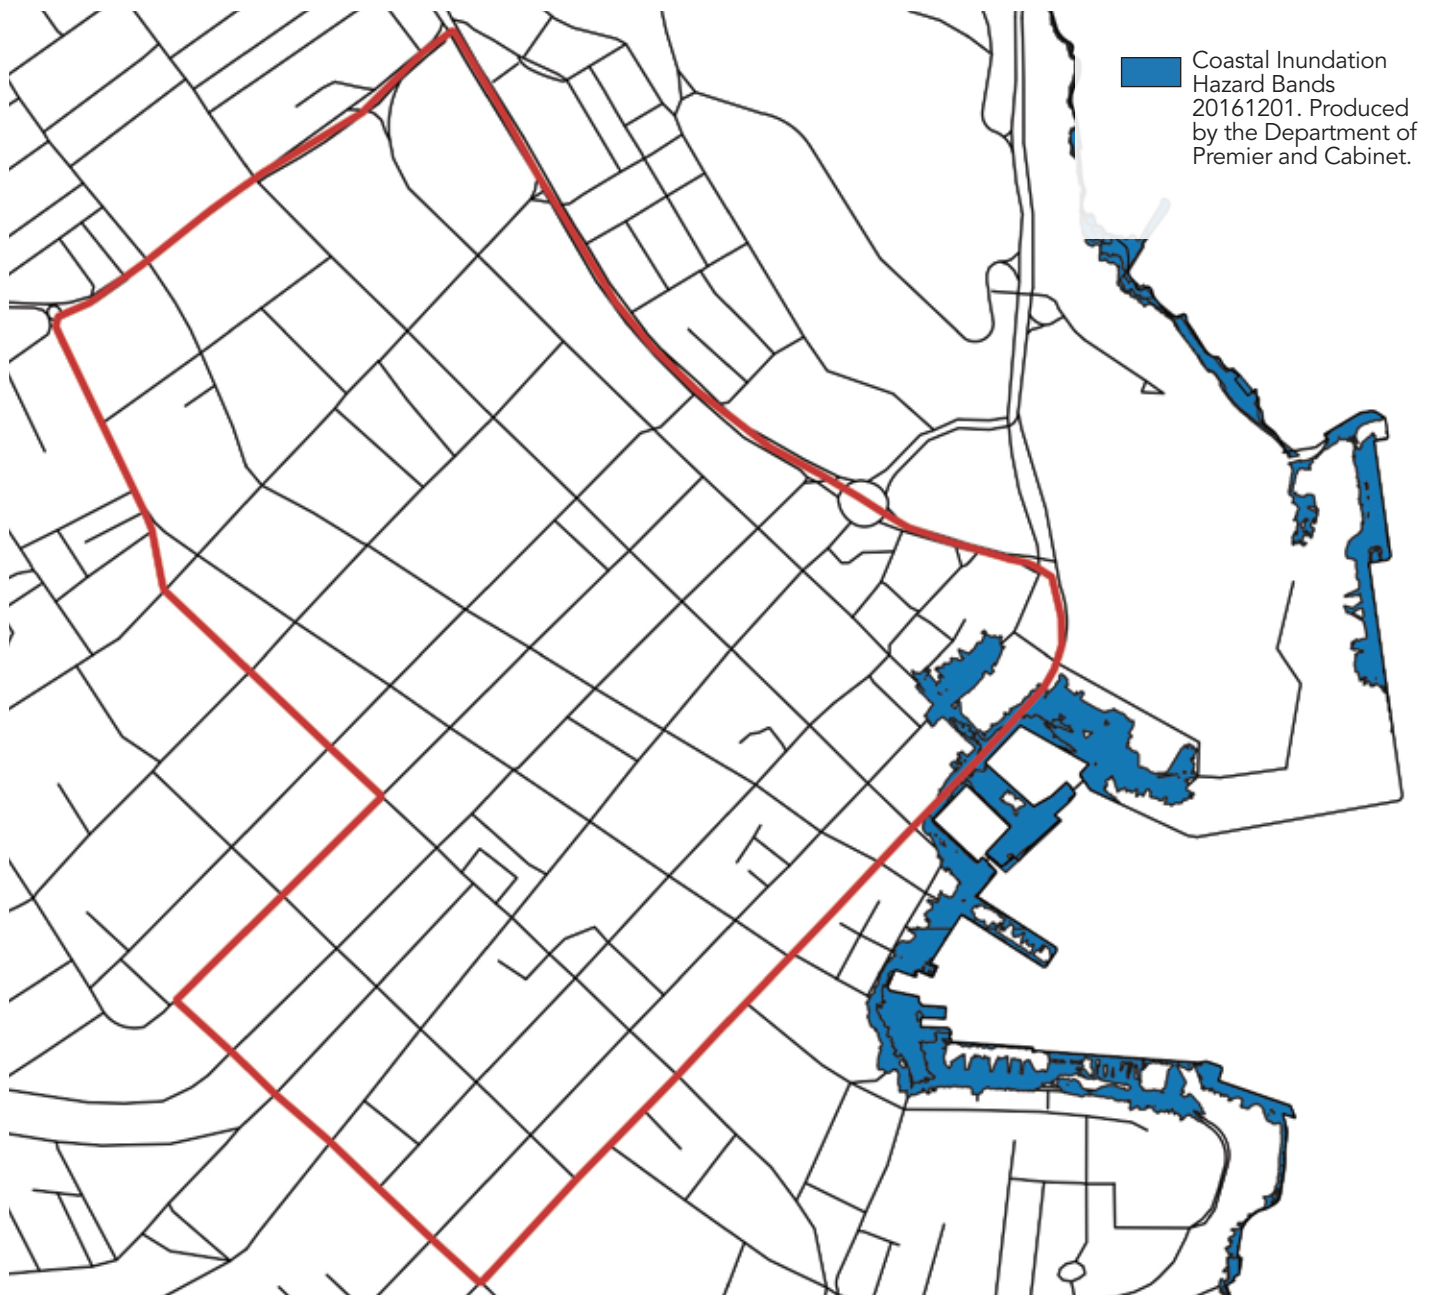 Coastal Inundation
Hazard Bands
20161201. Produced
by the Department of
Premier and Cabinet.